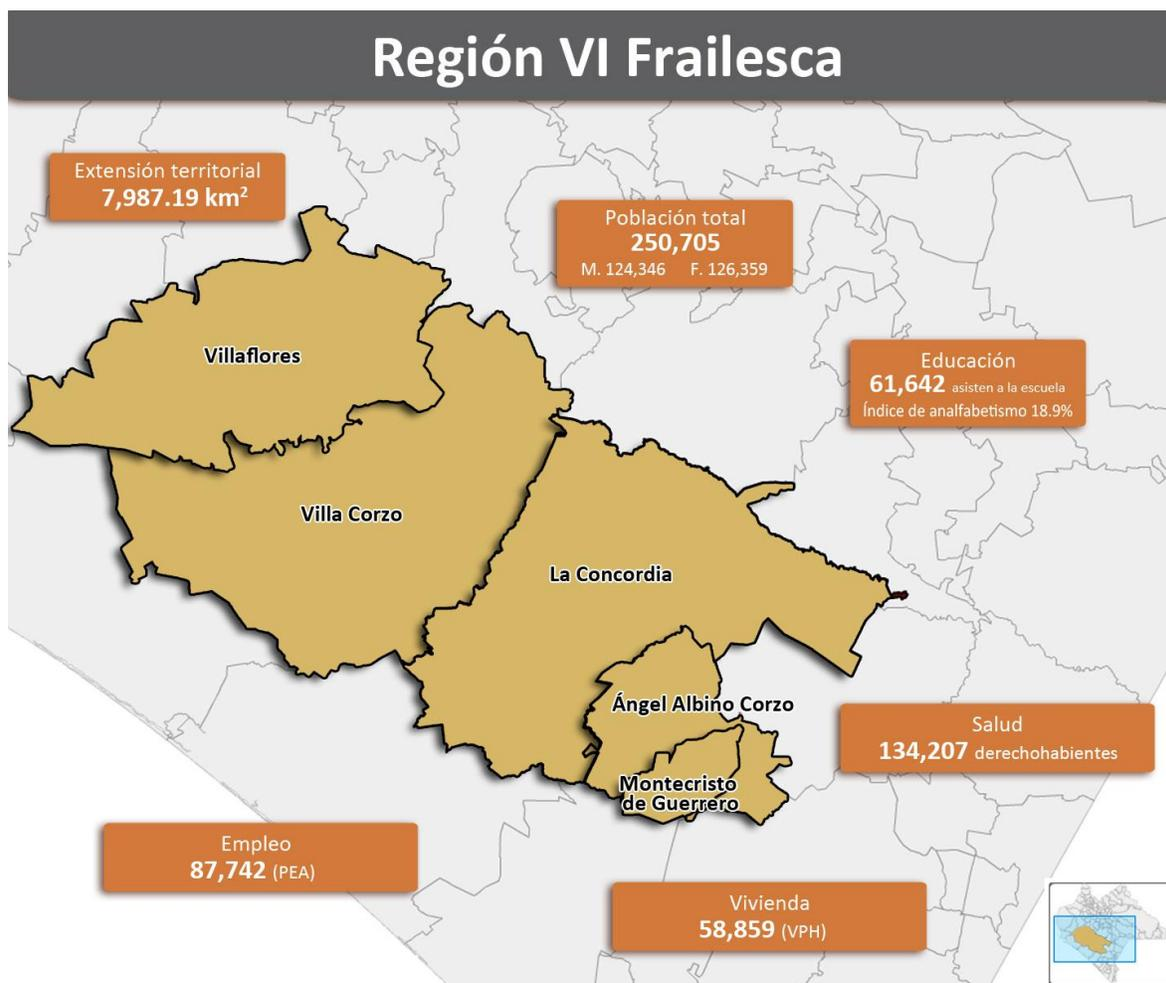 Región VI Frailesca
Extensión territorial
7,987.19 km²
Población total
250,705
M. 124,346 F. 126,359
Educación
61,642 asisten a la escuela
Índice de analfabetismo 18.9%
Villaflores
Villa Corzo
La Concordia
Ángel Albino Corzo
Montecristo
de Guerrero
Salud
134,207 derechohabientes
Empleo
87,742 (PEA)
Vivienda
58,859 (VPH)